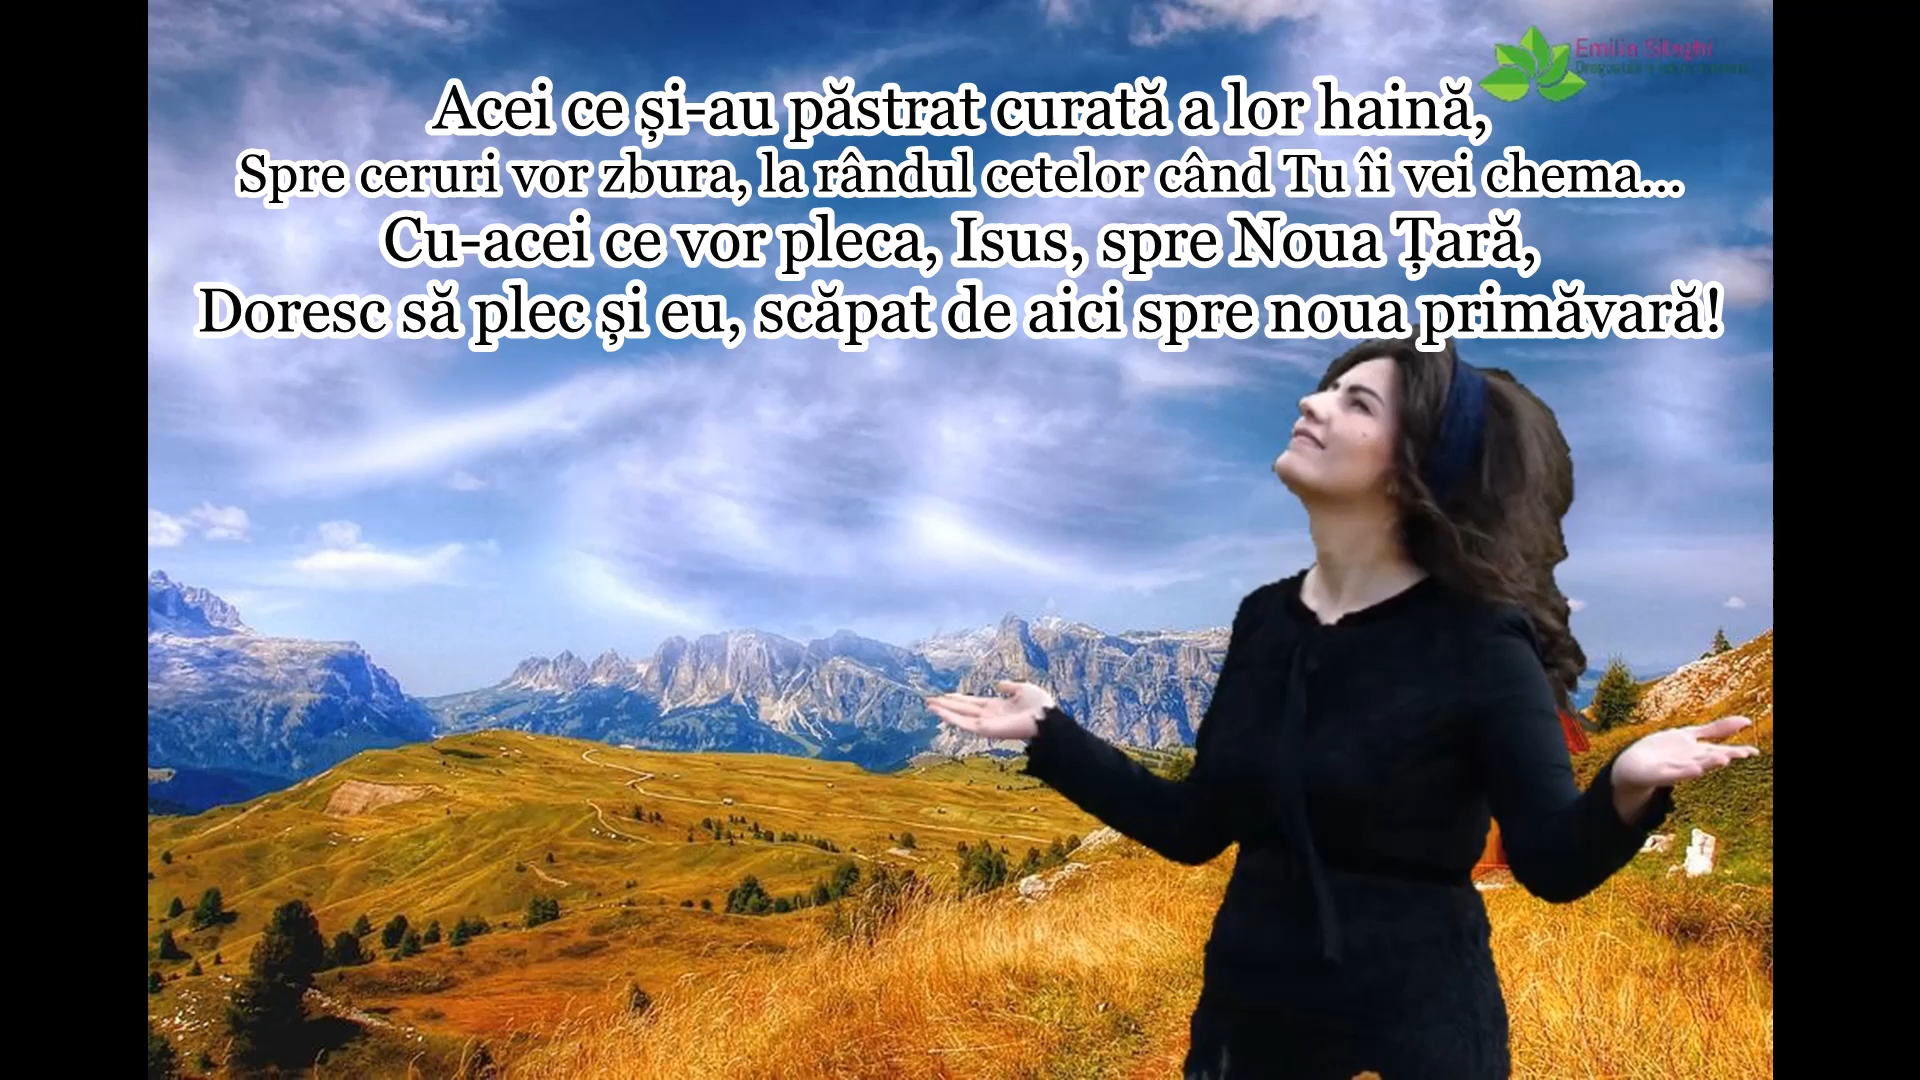 Emilia
Acei ce și-au păstrat curată a lor haină,
Spre ceruri vor zbura, la rândul cetelor când Tu îi vei chema...
Cu-acei ce vor pleca, Isus, spre Noua Țară,
Doresc să plec și eu, scăpat de aici spre noua primăvară!